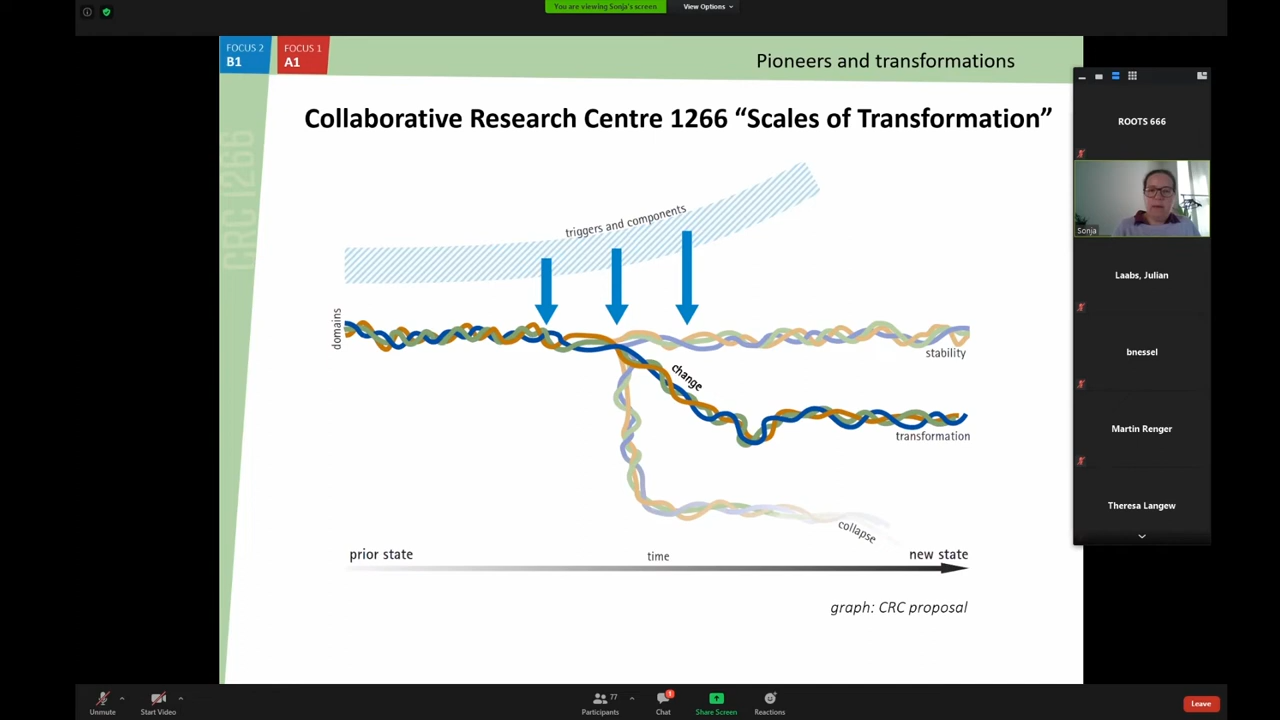 You are viewing Sonja's screen
View Options
FOCUS 2
B1
FOCUS 1
A1
Pioneers and transformations
CRC 1266
Collaborative Research Centre 1266 “Scales of Transformation”
triggers and components
domains
stability
change
transformation
collapse
prior state
time
new state
graph: CRC proposal
ROOTS 666
Sonja
Laabs, Julian
bnessel
Martin Renger
Theresa Langew
Unmute
Start Video
Participants
77
Chat
1
Share Screen
Reactions
Leave